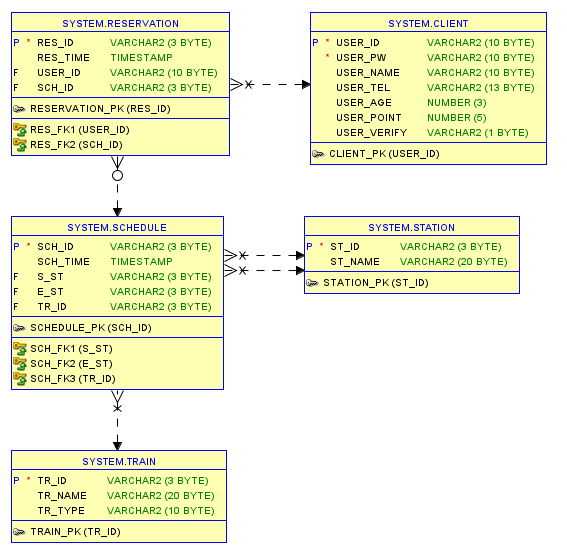 SYSTEM.RESERVATION
P * RES_ID VARCHAR2 (3 BYTE)
RES_TIME TIMESTAMP
F USER_ID VARCHAR2 (10 BYTE)
F SCH_ID VARCHAR2 (3 BYTE)
RESERVATION_PK (RES_ID)
RES_FK1 (USER_ID)
RES_FK2 (SCH_ID)
SYSTEM.CLIENT
P * USER_ID VARCHAR2 (10 BYTE)
* USER_PW VARCHAR2 (10 BYTE)
USER_NAME VARCHAR2 (10 BYTE)
USER_TEL VARCHAR2 (13 BYTE)
USER_AGE NUMBER (3)
USER_POINT NUMBER (5)
USER_VERIFY VARCHAR2 (1 BYTE)
CLIENT_PK (USER_ID)
SYSTEM.SCHEDULE
P * SCH_ID VARCHAR2 (3 BYTE)
SCH_TIME TIMESTAMP
F S_ST VARCHAR2 (3 BYTE)
F E_ST VARCHAR2 (3 BYTE)
F TR_ID VARCHAR2 (3 BYTE)
SCHEDULE_PK (SCH_ID)
SCH_FK1 (S_ST)
SCH_FK2 (E_ST)
SCH_FK3 (TR_ID)
SYSTEM.STATION
P * ST_ID VARCHAR2 (3 BYTE)
ST_NAME VARCHAR2 (20 BYTE)
STATION_PK (ST_ID)
SYSTEM.TRAIN
P * TR_ID VARCHAR2 (3 BYTE)
TR_NAME VARCHAR2 (20 BYTE)
TR_TYPE VARCHAR2 (10 BYTE)
TRAIN_PK (TR_ID)